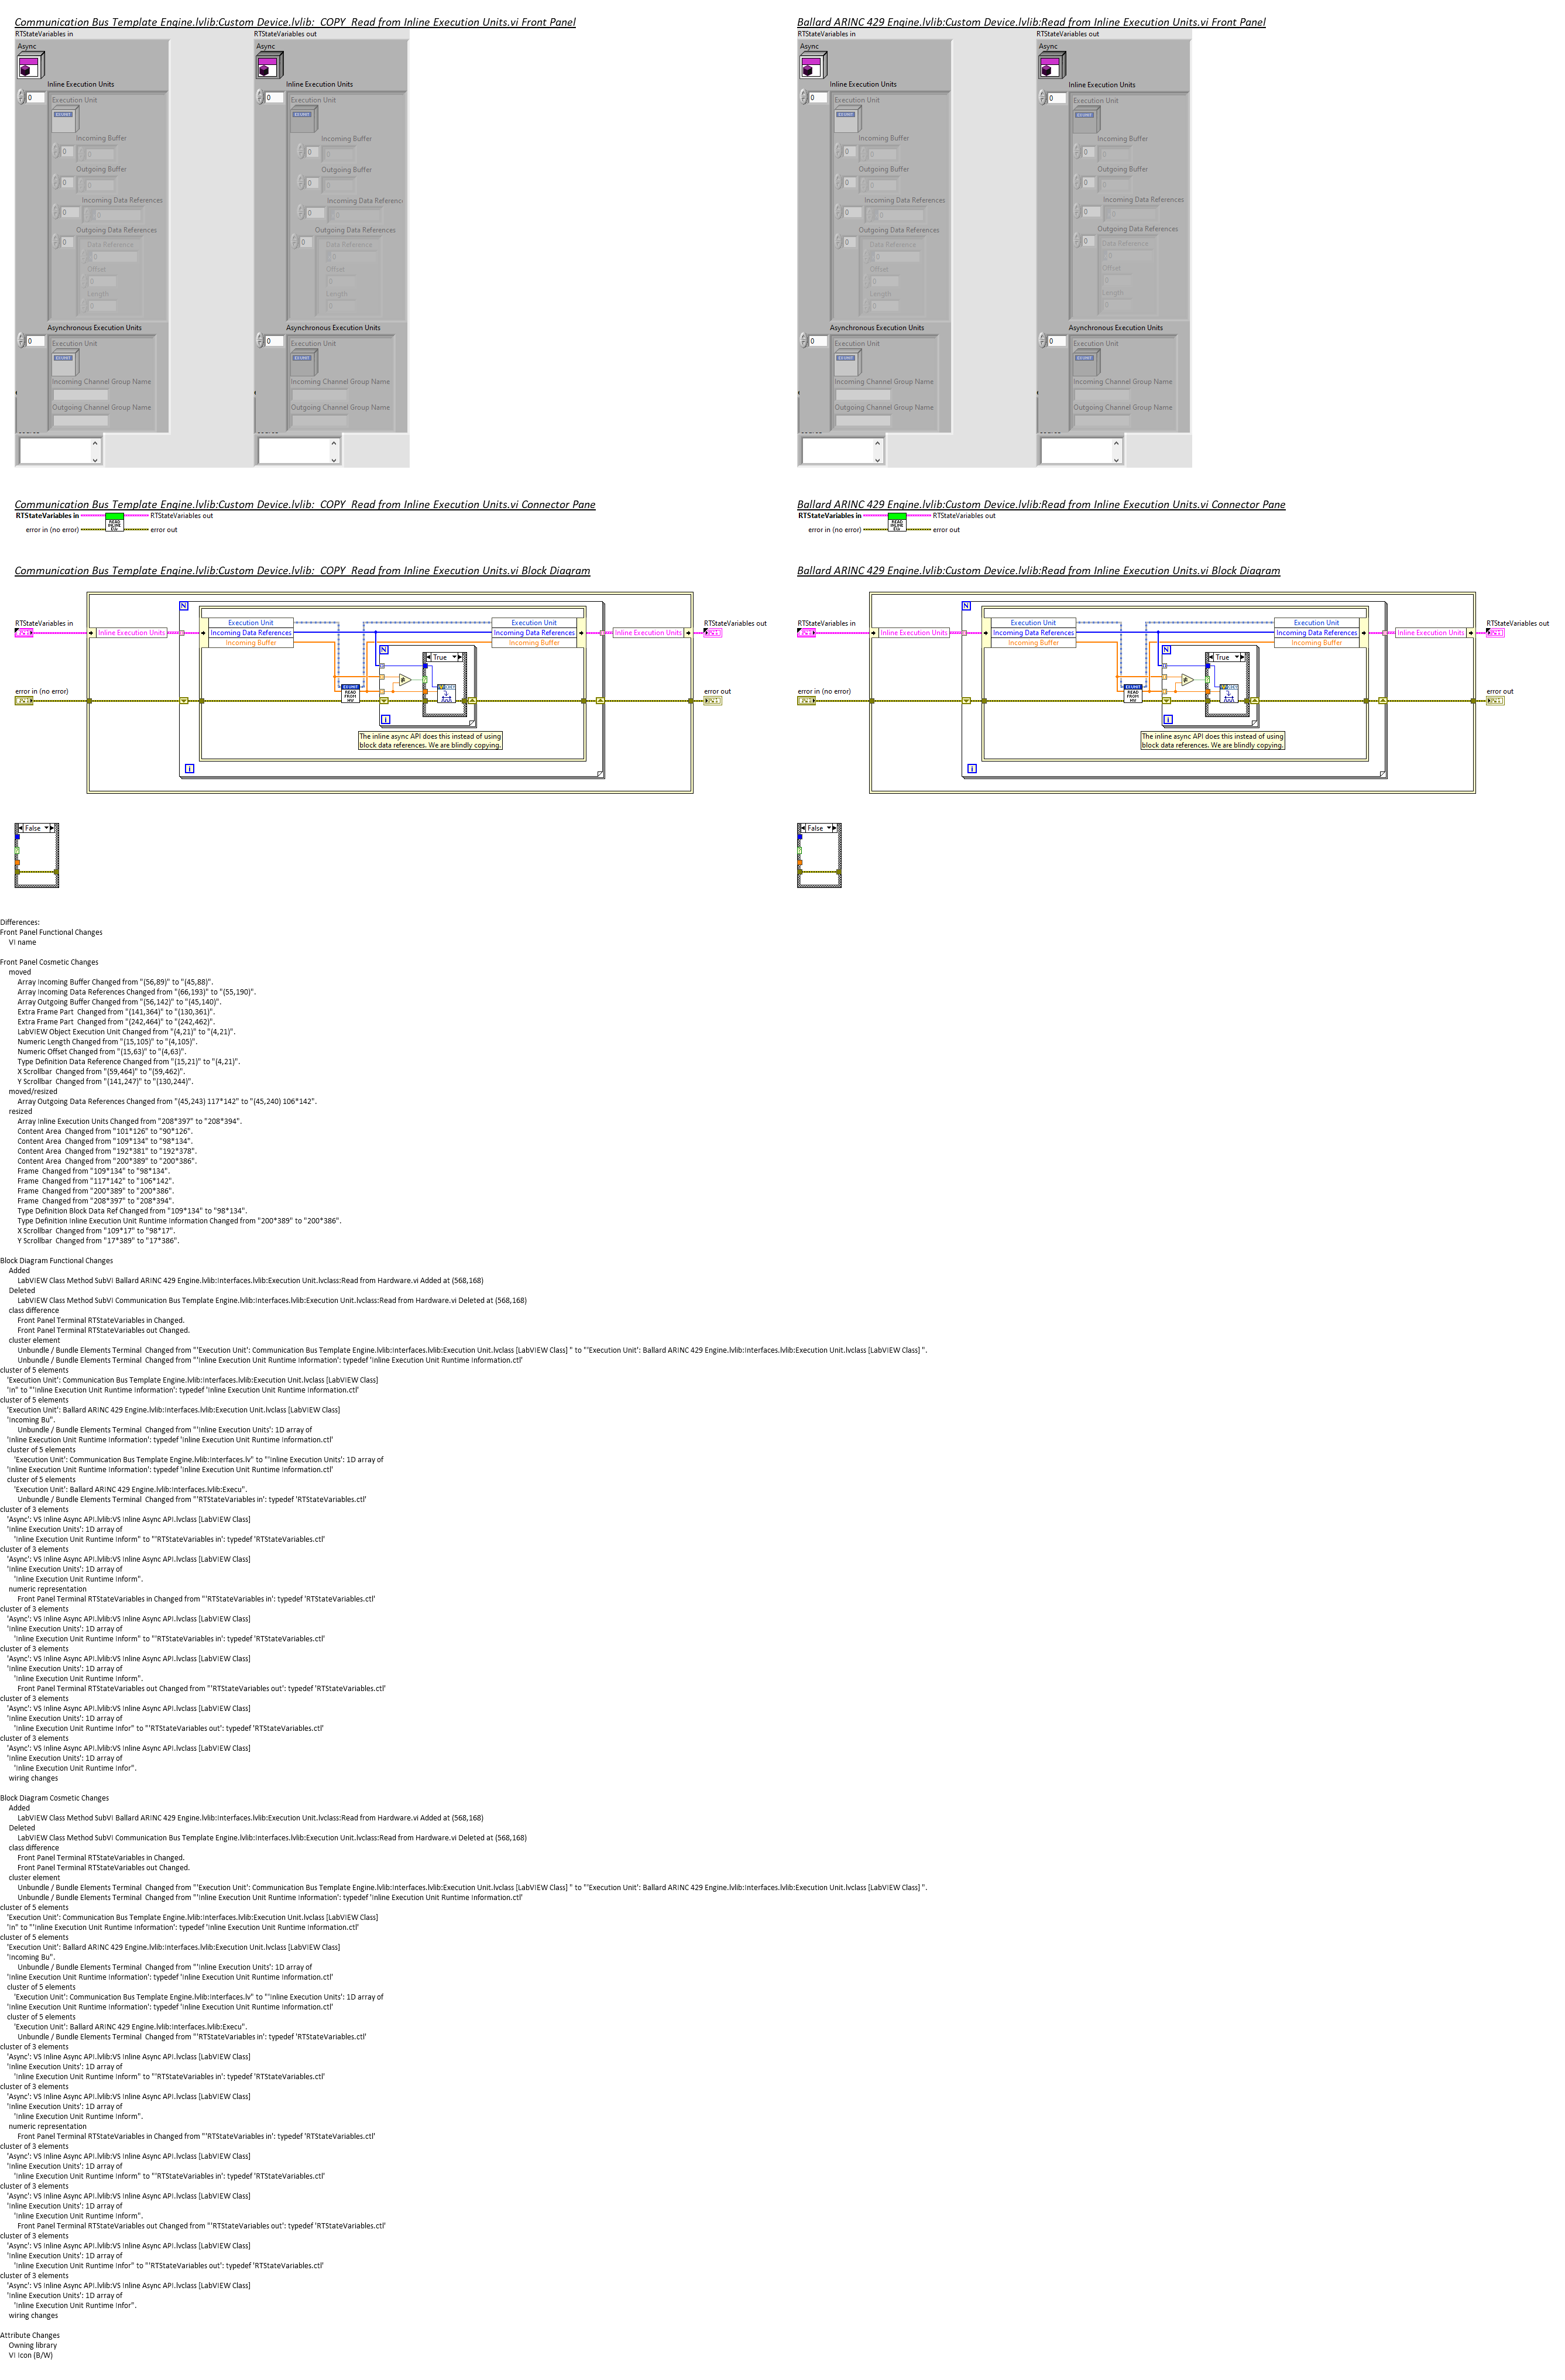 Communication Bus Template Engine.lvlib:Custom Device.lvlib:_COPY_Read from Inline Execution Units.vi Front Panel
RTStateVariables in
RTStateVariables out
Async
Async
Inline Execution Units
Inline Execution Units
0
0
Execution Unit
Execution Unit
EX UNIT
EX UNIT
Incoming Buffer
Incoming Buffer
0
0
0
0
Outgoing Buffer
Outgoing Buffer
0
0
0
0
Incoming Data References
Incoming Data Referenc
0
0
0
0
Outgoing Data References
Outgoing Data References
0
0
Data Reference
Data Reference
0
0
Offset
Offset
0
0
Length
Length
0
0
Asynchronous Execution Units
Asynchronous Execution Units
0
0
Execution Unit
Execution Unit
EX UNIT
EX UNIT
Incoming Channel Group Name
Incoming Channel Group Name
Outgoing Channel Group Name
Outgoing Channel Group Name
Ballard ARINC 429 Engine.lvlib:Custom Device.lvlib:Read from Inline Execution Units.vi Front Panel
RTStateVariables in
RTStateVariables out
Async
Async
Inline Execution Units
Inline Execution Units
0
0
Execution Unit
Execution Unit
EX UNIT
EX UNIT
Incoming Buffer
Incoming Buffer
0
0
0
0
Outgoing Buffer
Outgoing Buffer
0
0
0
0
Incoming Data References
Incoming Data References
0
0
0
0
Outgoing Data References
Outgoing Data References
0
0
Data Reference
Data Reference
0
0
Offset
Offset
0
0
Length
Length
0
0
Asynchronous Execution Units
Asynchronous Execution Units
0
0
Execution Unit
Execution Unit
EX UNIT
EX UNIT
Incoming Channel Group Name
Incoming Channel Group Name
Outgoing Channel Group Name
Outgoing Channel Group Name
Communication Bus Template Engine.lvlib:Custom Device.lvlib:_COPY_Read from Inline Execution Units.vi Connector Pane
RTStateVariables in
RTStateVariables out
READ INLINE EUs
error in (no error)
error out
Ballard ARINC 429 Engine.lvlib:Custom Device.lvlib:Read from Inline Execution Units.vi Connector Pane
RTStateVariables in
RTStateVariables out
READ INLINE EUs
error in (no error)
error out
Communication Bus Template Engine.lvlib:Custom Device.lvlib:_COPY_Read from Inline Execution Units.vi Block Diagram
N
RTStateVariables in
Inline Execution Units
Execution Unit
Incoming Data References
Incoming Buffer
Execution Unit
Incoming Data References
Incoming Buffer
Inline Execution Units
RTStateVariables out
N
True
EX UNIT
READ FROM HW
error in (no error)
error out
i
The inline async API does this instead of using
block data references. We are blindly copying.
i
False
Ballard ARINC 429 Engine.lvlib:Custom Device.lvlib:Read from Inline Execution Units.vi Block Diagram
N
RTStateVariables in
Inline Execution Units
Execution Unit
Incoming Data References
Incoming Buffer
Execution Unit
Incoming Data References
Incoming Buffer
Inline Execution Units
RTStateVariables out
N
True
EX UNIT
READ FROM HW
error in (no error)
error out
i
The inline async API does this instead of using
block data references. We are blindly copying.
i
False
Differences:
Front Panel Functional Changes
VI name
Front Panel Cosmetic Changes
moved
Array Incoming Buffer Changed from "(56,89)" to "(45,88)".
Array Incoming Data References Changed from "(66,193)" to "(55,190)".
Array Outgoing Buffer Changed from "(56,142)" to "(45,140)".
Extra Frame Part  Changed from "(141,364)" to "(130,361)".
Extra Frame Part  Changed from "(242,464)" to "(242,462)".
LabVIEW Object Execution Unit Changed from "(4,21)" to "(4,21)".
Numeric Length Changed from "(15,105)" to "(4,105)".
Numeric Offset Changed from "(15,63)" to "(4,63)".
Type Definition Data Reference Changed from "(15,21)" to "(4,21)".
X Scrollbar  Changed from "(59,464)" to "(59,462)".
Y Scrollbar  Changed from "(141,247)" to "(130,244)".
moved/resized
Array Outgoing Data References Changed from "(45,243) 117*142" to "(45,240) 106*142".
resized
Array Inline Execution Units Changed from "208*397" to "208*394".
Content Area  Changed from "101*126" to "90*126".
Content Area  Changed from "109*134" to "98*134".
Content Area  Changed from "192*381" to "192*378".
Content Area  Changed from "200*389" to "200*386".
Frame  Changed from "109*134" to "98*134".
Frame  Changed from "117*142" to "106*142".
Frame  Changed from "200*389" to "200*386".
Frame  Changed from "208*397" to "208*394".
Type Definition Block Data Ref Changed from "109*134" to "98*134".
Type Definition Inline Execution Unit Runtime Information Changed from "200*389" to "200*386".
X Scrollbar  Changed from "109*17" to "98*17".
Y Scrollbar  Changed from "17*389" to "17*386".
Block Diagram Functional Changes
Added
LabVIEW Class Method SubVI Ballard ARINC 429 Engine.lvlib:Interfaces.lvlib:Execution Unit.lvclass:Read from Hardware.vi Added at (568,168)
Deleted
LabVIEW Class Method SubVI Communication Bus Template Engine.lvlib:Interfaces.lvlib:Execution Unit.lvclass:Read from Hardware.vi Deleted at (568,168)
class difference
Front Panel Terminal RTStateVariables in Changed.
Front Panel Terminal RTStateVariables out Changed.
cluster element
Unbundle / Bundle Elements Terminal  Changed from "'Execution Unit': Communication Bus Template Engine.lvlib:Interfaces.lvlib:Execution Unit.lvclass [LabVIEW Class] " to "'Execution Unit': Ballard ARINC 429 Engine.lvlib:Interfaces.lvlib:Execution Unit.lvclass [LabVIEW Class] ".
Unbundle / Bundle Elements Terminal  Changed from "'Inline Execution Unit Runtime Information': typedef 'Inline Execution Unit Runtime Information.ctl'
cluster of 5 elements
'Execution Unit': Communication Bus Template Engine.lvlib:Interfaces.lvlib:Execution Unit.lvclass [LabVIEW Class]
'In" to "'Inline Execution Unit Runtime Information': typedef 'Inline Execution Unit Runtime Information.ctl'
cluster of 5 elements
'Execution Unit': Ballard ARINC 429 Engine.lvlib:Interfaces.lvlib:Execution Unit.lvclass [LabVIEW Class]
'Incoming Bu".
Unbundle / Bundle Elements Terminal  Changed from "'Inline Execution Units': 1D array of
'Inline Execution Unit Runtime Information': typedef 'Inline Execution Unit Runtime Information.ctl'
cluster of 5 elements
'Execution Unit': Communication Bus Template Engine.lvlib:Interfaces.lv" to "'Inline Execution Units': 1D array of
'Inline Execution Unit Runtime Information': typedef 'Inline Execution Unit Runtime Information.ctl'
cluster of 5 elements
'Execution Unit': Ballard ARINC 429 Engine.lvlib:Interfaces.lvlib:Execu".
Unbundle / Bundle Elements Terminal  Changed from "'RTStateVariables in': typedef 'RTStateVariables.ctl'
cluster of 3 elements
'Async': VS Inline Async API.lvlib:VS Inline Async API.lvclass [LabVIEW Class]
'Inline Execution Units': 1D array of
'Inline Execution Unit Runtime Inform" to "'RTStateVariables in': typedef 'RTStateVariables.ctl'
cluster of 3 elements
'Async': VS Inline Async API.lvlib:VS Inline Async API.lvclass [LabVIEW Class]
'Inline Execution Units': 1D array of
'Inline Execution Unit Runtime Inform".
numeric representation
Front Panel Terminal RTStateVariables in Changed from "'RTStateVariables in': typedef 'RTStateVariables.ctl'
cluster of 3 elements
'Async': VS Inline Async API.lvlib:VS Inline Async API.lvclass [LabVIEW Class]
'Inline Execution Units': 1D array of
'Inline Execution Unit Runtime Inform" to "'RTStateVariables in': typedef 'RTStateVariables.ctl'
cluster of 3 elements
'Async': VS Inline Async API.lvlib:VS Inline Async API.lvclass [LabVIEW Class]
'Inline Execution Units': 1D array of
'Inline Execution Unit Runtime Inform".
Front Panel Terminal RTStateVariables out Changed from "'RTStateVariables out': typedef 'RTStateVariables.ctl'
cluster of 3 elements
'Async': VS Inline Async API.lvlib:VS Inline Async API.lvclass [LabVIEW Class]
'Inline Execution Units': 1D array of
'Inline Execution Unit Runtime Infor" to "'RTStateVariables out': typedef 'RTStateVariables.ctl'
cluster of 3 elements
'Async': VS Inline Async API.lvlib:VS Inline Async API.lvclass [LabVIEW Class]
'Inline Execution Units': 1D array of
'Inline Execution Unit Runtime Infor".
wiring changes
Block Diagram Cosmetic Changes
Added
LabVIEW Class Method SubVI Ballard ARINC 429 Engine.lvlib:Interfaces.lvlib:Execution Unit.lvclass:Read from Hardware.vi Added at (568,168)
Deleted
LabVIEW Class Method SubVI Communication Bus Template Engine.lvlib:Interfaces.lvlib:Execution Unit.lvclass:Read from Hardware.vi Deleted at (568,168)
class difference
Front Panel Terminal RTStateVariables in Changed.
Front Panel Terminal RTStateVariables out Changed.
cluster element
Unbundle / Bundle Elements Terminal  Changed from "'Execution Unit': Communication Bus Template Engine.lvlib:Interfaces.lvlib:Execution Unit.lvclass [LabVIEW Class] " to "'Execution Unit': Ballard ARINC 429 Engine.lvlib:Interfaces.lvlib:Execution Unit.lvclass [LabVIEW Class] ".
Unbundle / Bundle Elements Terminal  Changed from "'Inline Execution Unit Runtime Information': typedef 'Inline Execution Unit Runtime Information.ctl'
cluster of 5 elements
'Execution Unit': Communication Bus Template Engine.lvlib:Interfaces.lvlib:Execution Unit.lvclass [LabVIEW Class]
'In" to "'Inline Execution Unit Runtime Information': typedef 'Inline Execution Unit Runtime Information.ctl'
cluster of 5 elements
'Execution Unit': Ballard ARINC 429 Engine.lvlib:Interfaces.lvlib:Execution Unit.lvclass [LabVIEW Class]
'Incoming Bu".
Unbundle / Bundle Elements Terminal  Changed from "'Inline Execution Units': 1D array of
'Inline Execution Unit Runtime Information': typedef 'Inline Execution Unit Runtime Information.ctl'
cluster of 5 elements
'Execution Unit': Communication Bus Template Engine.lvlib:Interfaces.lv" to "'Inline Execution Units': 1D array of
'Inline Execution Unit Runtime Information': typedef 'Inline Execution Unit Runtime Information.ctl'
cluster of 5 elements
'Execution Unit': Ballard ARINC 429 Engine.lvlib:Interfaces.lvlib:Execu".
Unbundle / Bundle Elements Terminal  Changed from "'RTStateVariables in': typedef 'RTStateVariables.ctl'
cluster of 3 elements
'Async': VS Inline Async API.lvlib:VS Inline Async API.lvclass [LabVIEW Class]
'Inline Execution Units': 1D array of
'Inline Execution Unit Runtime Inform" to "'RTStateVariables in': typedef 'RTStateVariables.ctl'
cluster of 3 elements
'Async': VS Inline Async API.lvlib:VS Inline Async API.lvclass [LabVIEW Class]
'Inline Execution Units': 1D array of
'Inline Execution Unit Runtime Inform".
numeric representation
Front Panel Terminal RTStateVariables in Changed from "'RTStateVariables in': typedef 'RTStateVariables.ctl'
cluster of 3 elements
'Async': VS Inline Async API.lvlib:VS Inline Async API.lvclass [LabVIEW Class]
'Inline Execution Units': 1D array of
'Inline Execution Unit Runtime Inform" to "'RTStateVariables in': typedef 'RTStateVariables.ctl'
cluster of 3 elements
'Async': VS Inline Async API.lvlib:VS Inline Async API.lvclass [LabVIEW Class]
'Inline Execution Units': 1D array of
'Inline Execution Unit Runtime Inform".
Front Panel Terminal RTStateVariables out Changed from "'RTStateVariables out': typedef 'RTStateVariables.ctl'
cluster of 3 elements
'Async': VS Inline Async API.lvlib:VS Inline Async API.lvclass [LabVIEW Class]
'Inline Execution Units': 1D array of
'Inline Execution Unit Runtime Infor" to "'RTStateVariables out': typedef 'RTStateVariables.ctl'
cluster of 3 elements
'Async': VS Inline Async API.lvlib:VS Inline Async API.lvclass [LabVIEW Class]
'Inline Execution Units': 1D array of
'Inline Execution Unit Runtime Infor".
wiring changes
Attribute Changes
Owning library
VI Icon (B/W)